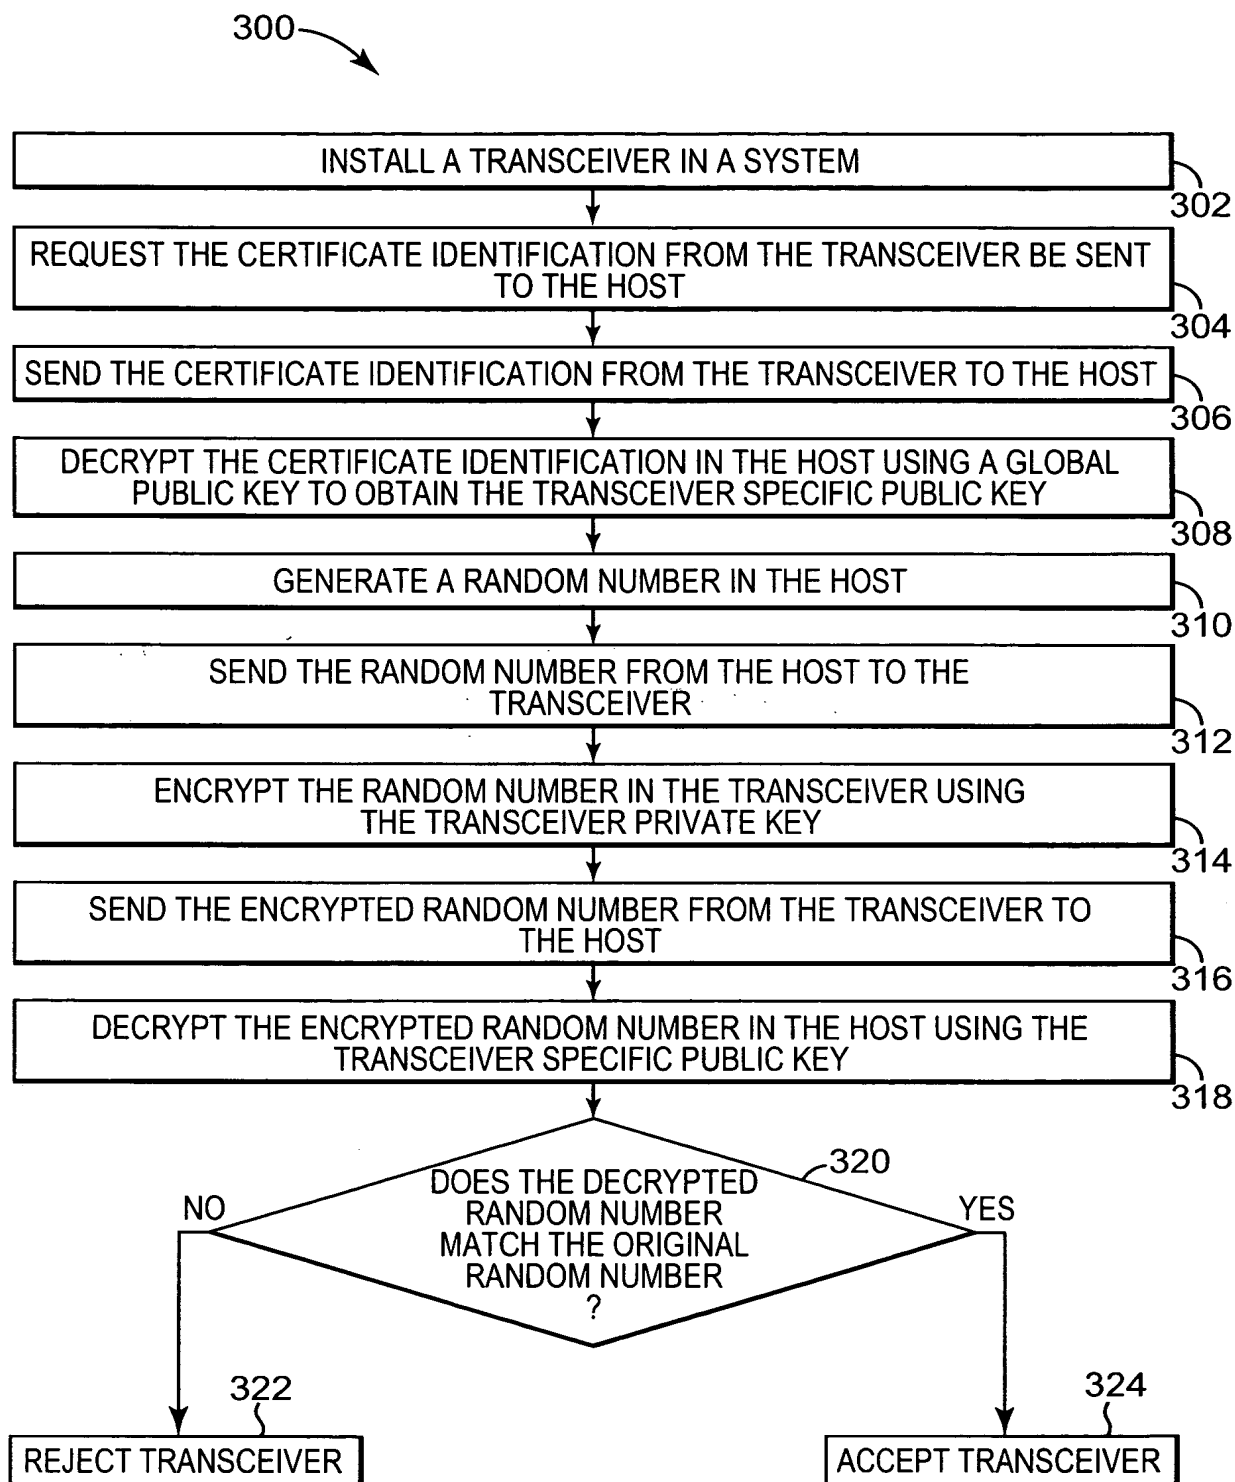 300
INSTALL A TRANSCEIVER IN A SYSTEM
302
REQUEST THE CERTIFICATE IDENTIFICATION FROM THE TRANSCEIVER BE SENT
TO THE HOST
304
SEND THE CERTIFICATE IDENTIFICATION FROM THE TRANSCEIVER TO THE HOST
306
DECRYPT THE CERTIFICATE IDENTIFICATION IN THE HOST USING A GLOBAL
PUBLIC KEY TO OBTAIN THE TRANSCEIVER SPECIFIC PUBLIC KEY
308
GENERATE A RANDOM NUMBER IN THE HOST
310
SEND THE RANDOM NUMBER FROM THE HOST TO THE
TRANSCEIVER
312
ENCRYPT THE RANDOM NUMBER IN THE TRANSCEIVER USING
THE TRANSCEIVER PRIVATE KEY
314
SEND THE ENCRYPTED RANDOM NUMBER FROM THE TRANSCEIVER TO
THE HOST
316
DECRYPT THE ENCRYPTED RANDOM NUMBER IN THE HOST USING THE
TRANSCEIVER SPECIFIC PUBLIC KEY
318
320
DOES THE DECRYPTED
RANDOM NUMBER
MATCH THE ORIGINAL
RANDOM NUMBER
?
NO
YES
322
REJECT TRANSCEIVER
324
ACCEPT TRANSCEIVER